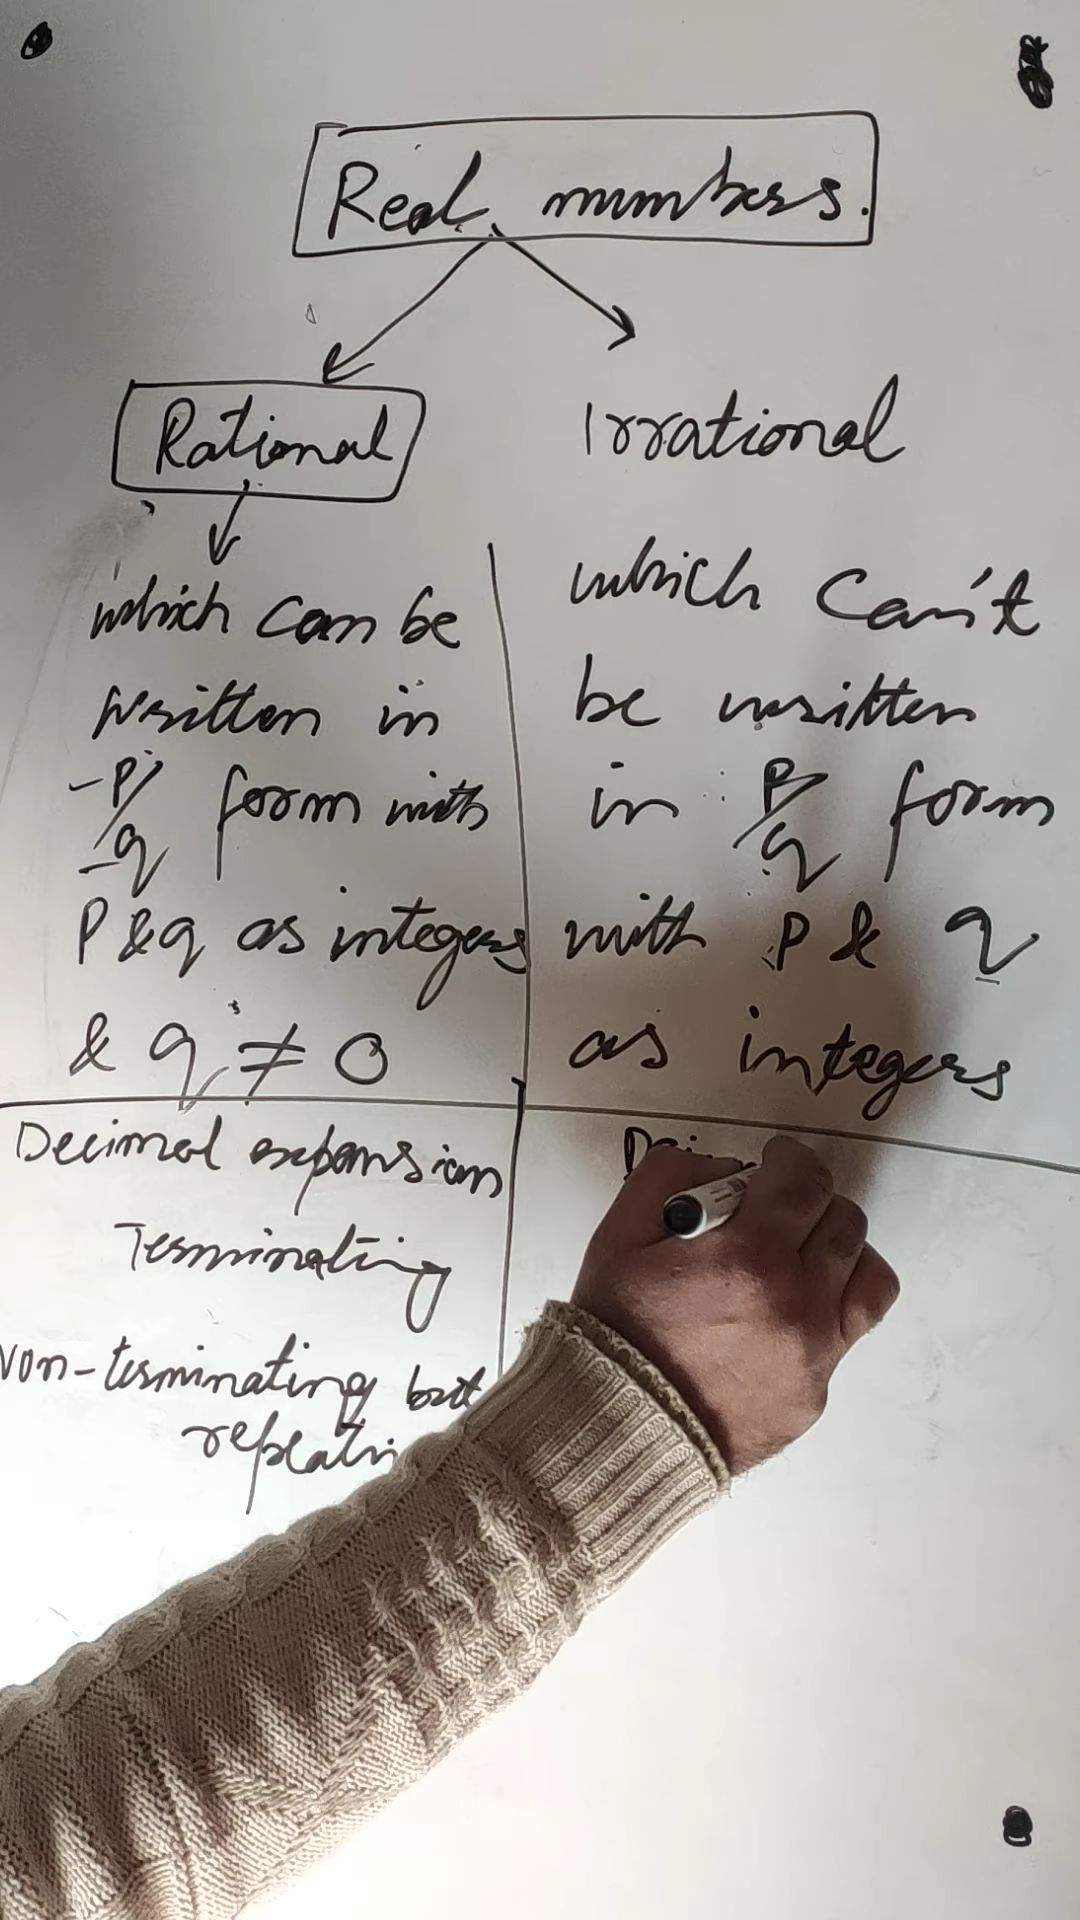 Real numbers.
Rational
Irrational
which can be
written in
P/q form with
P & q as integers
& q ≠ 0
which can't
be written
in P/q form
with P & q
as integers
Decimal expansion
Terminating
Non-terminating but
repeati